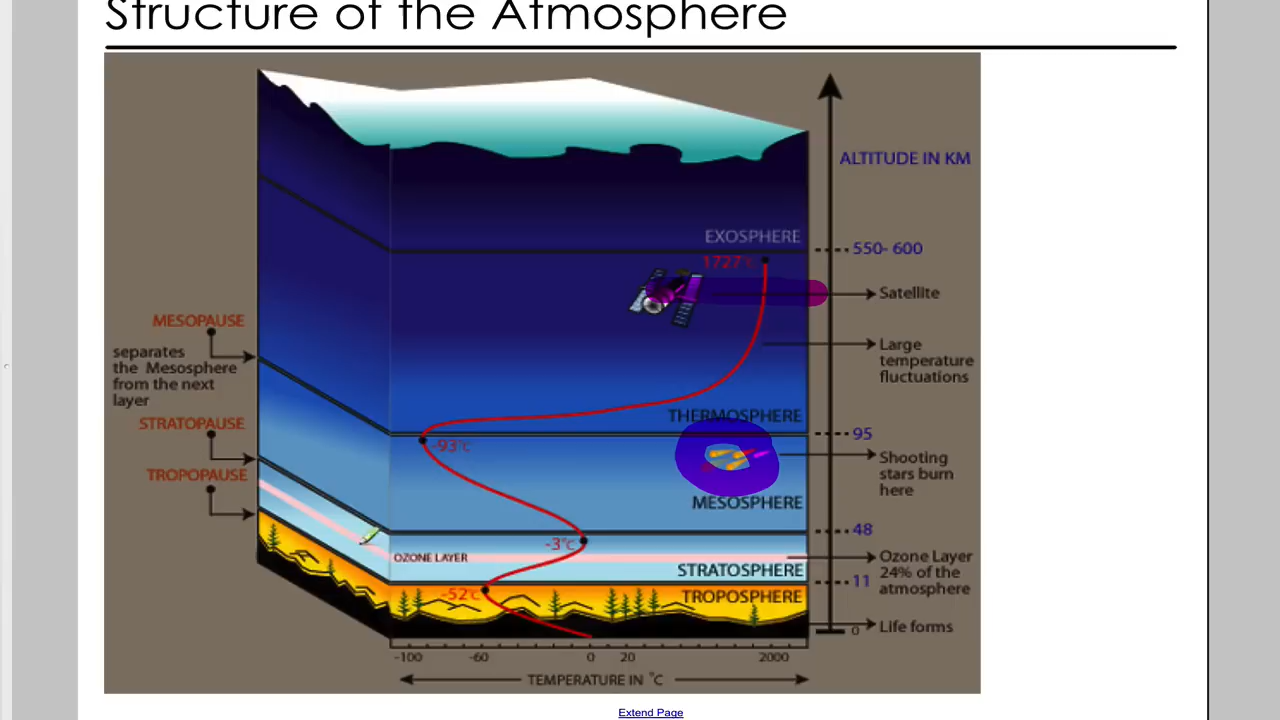 Structure of the Atmosphere
ALTITUDE IN KM
EXOSPHERE
550- 600
1727°c
Satellite
MESOPAUSE
separates
the Mesosphere
from the next
layer
Large
temperature
fluctuations
THERMOSPHERE
STRATOPAUSE
95
-93°c
Shooting
stars burn
here
TROPOPAUSE
MESOSPHERE
48
-3°c
OZONE LAYER
Ozone Layer
24% of the
atmosphere
STRATOSPHERE
11
-52°c
TROPOSPHERE
0
Life forms
-100 -60 0 20 2000
TEMPERATURE IN °C
Extend Page